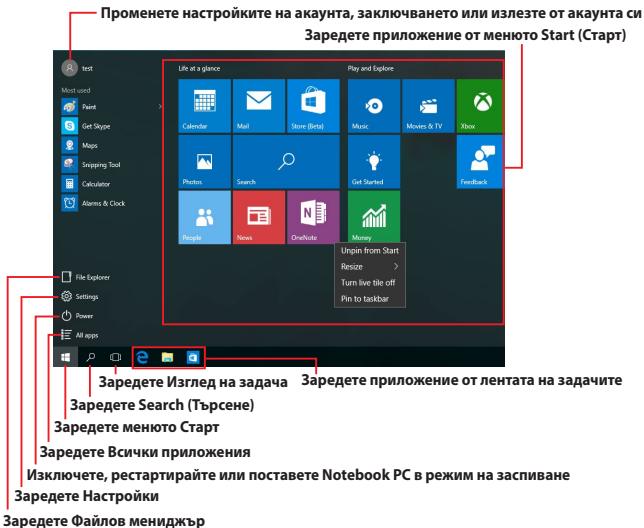 Променете настройките на акаунта, заключването или излезте от акаунта си
Заредете приложение от менюто Start (Старт)
test
Life at a glance
Play and Explore
Most used
Paint
Get Skype
Maps
Snipping Tool
Calculator
Alarms & Clock
Calendar
Mail
Store (Beta)
Music
Movies & TV
Xbox
Photos
Search
Get Started
Feedback
People
News
OneNote
Money
Unpin from Start
Resize
Turn live tile off
Pin to taskbar
File Explorer
Settings
Power
All apps
Заредете Изглед на задача
Заредете приложение от лентата на задачите
Заредете Search (Търсене)
Заредете менюто Старт
Заредете Всички приложения
Изключете, рестартирайте или поставете Notebook PC в режим на заспиване
Заредете Настройки
Заредете Файлов мениджър